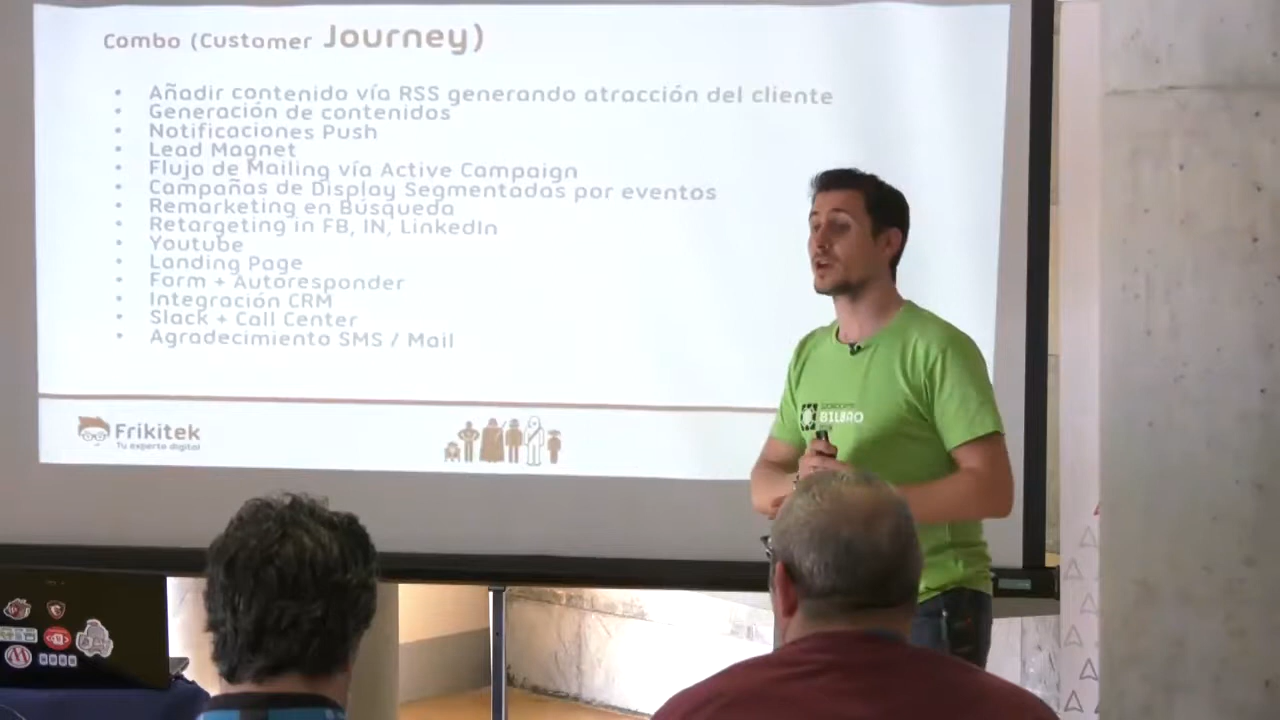 Combo (Customer Journey)
• Añadir contenido vía RSS generando atracción del cliente
• Generación de contenidos
• Notificaciones Push
• Lead Magnet
• Flujo de Mailing vía Active Campaign
• Campañas de Display Segmentadas por eventos
• Remarketing en Búsqueda
• Retargeting in FB, IN, LinkedIn
• Youtube
• Landing Page
• Form + Autoresponder
• Integración CRM
• Slack + Call Center
• Agradecimiento SMS / Mail
Frikitek
Tu experto digital
BILBAO